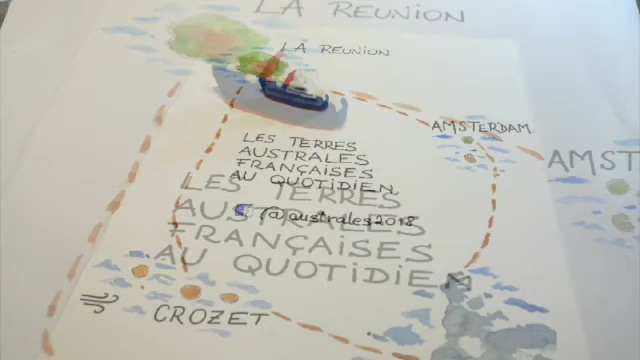 LA REUNION
LA REUNION
AMSTERDAM
AMST
LES TERRES
AUSTRALES
FRANÇAISES
AU QUOTIDIEN
@australes2018
LES TERRES
AUSTRALES
FRANÇAISES
AU QUOTIDIE
CROZET